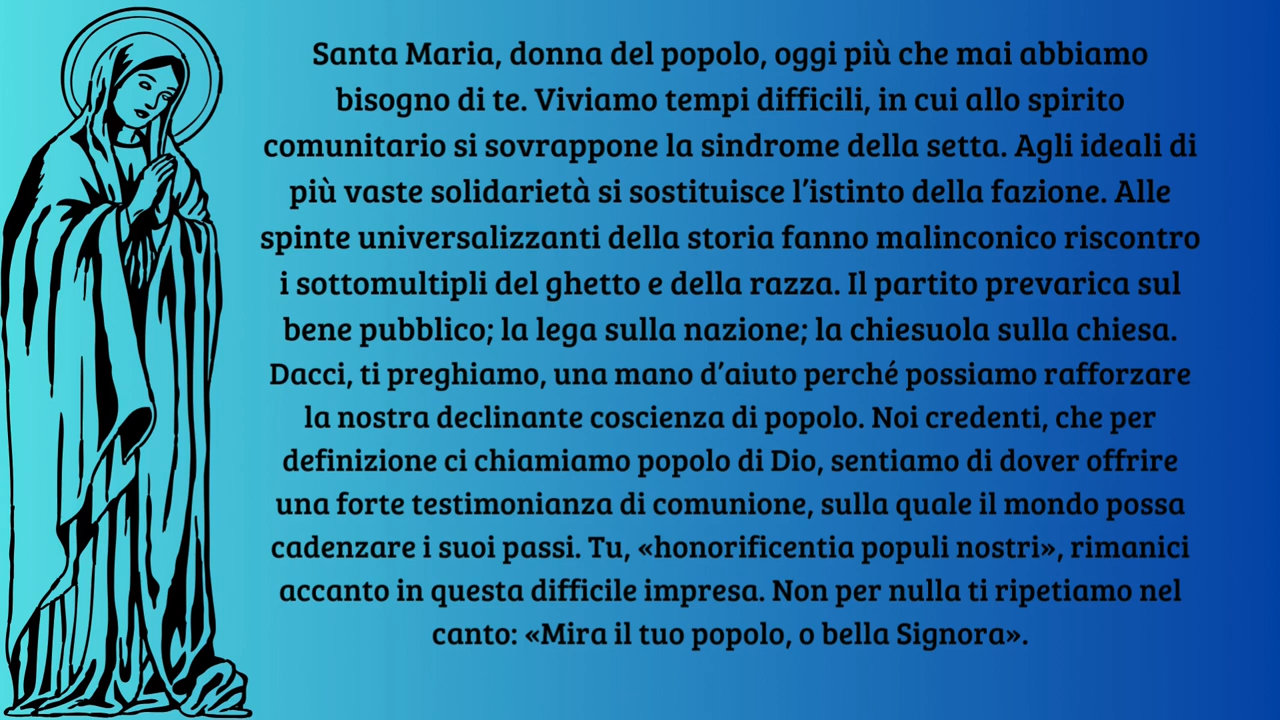 Santa Maria, donna del popolo, oggi più che mai abbiamo
bisogno di te. Viviamo tempi difficili, in cui allo spirito
comunitario si sovrappone la sindrome della setta. Agli ideali di
più vaste solidarietà si sostituisce l’istinto della fazione. Alle
spinte universalizzanti della storia fanno malinconico riscontro
i sottomultipli del ghetto e della razza. Il partito prevarica sul
bene pubblico; la lega sulla nazione; la chiesuola sulla chiesa.
Dacci, ti preghiamo, una mano d’aiuto perché possiamo rafforzare
la nostra declinante coscienza di popolo. Noi credenti, che per
definizione ci chiamiamo popolo di Dio, sentiamo di dover offrire
una forte testimonianza di comunione, sulla quale il mondo possa
cadenzare i suoi passi. Tu, «honorificentia populi nostri», rimanici
accanto in questa difficile impresa. Non per nulla ti ripetiamo nel
canto: «Mira il tuo popolo, o bella Signora».